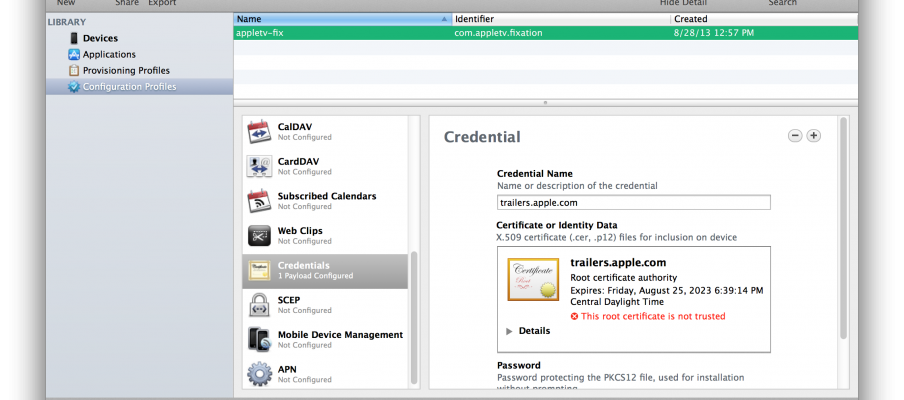 New Share Export Hide Detail Search
LIBRARY
Devices
Applications
Provisioning Profiles
Configuration Profiles
Name Identifier Created
appletv-fix com.appletv.fixation 8/28/13 12:57 PM
CalDAV
Not Configured
CardDAV
Not Configured
Subscribed Calendars
Not Configured
Web Clips
Not Configured
Credentials
1 Payload Configured
SCEP
Not Configured
Mobile Device Management
Not Configured
APN
Not Configured
Credential
Credential Name
Name or description of the credential
trailers.apple.com
Certificate or Identity Data
X.509 certificate (.cer, .p12) files for inclusion on device
Certificate
Root
trailers.apple.com
Root certificate authority
Expires: Friday, August 25, 2023 6:39:14 PM
Central Daylight Time
This root certificate is not trusted
Details
Password
Password protecting the PKCS12 file, used for installation
without prompting